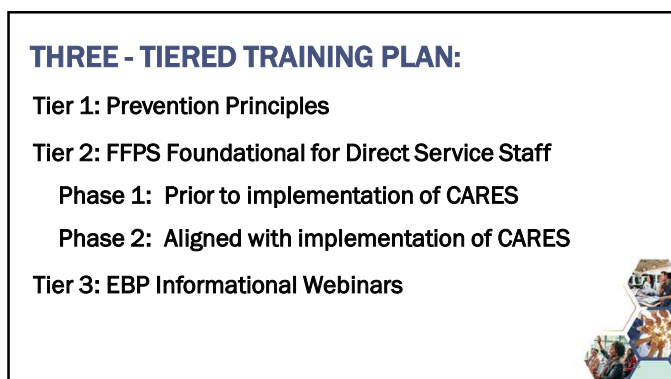 THREE - TIERED TRAINING PLAN:
Tier 1: Prevention Principles
Tier 2: FFPS Foundational for Direct Service Staff
Phase 1: Prior to implementation of CARES
Phase 2: Aligned with implementation of CARES
Tier 3: EBP Informational Webinars